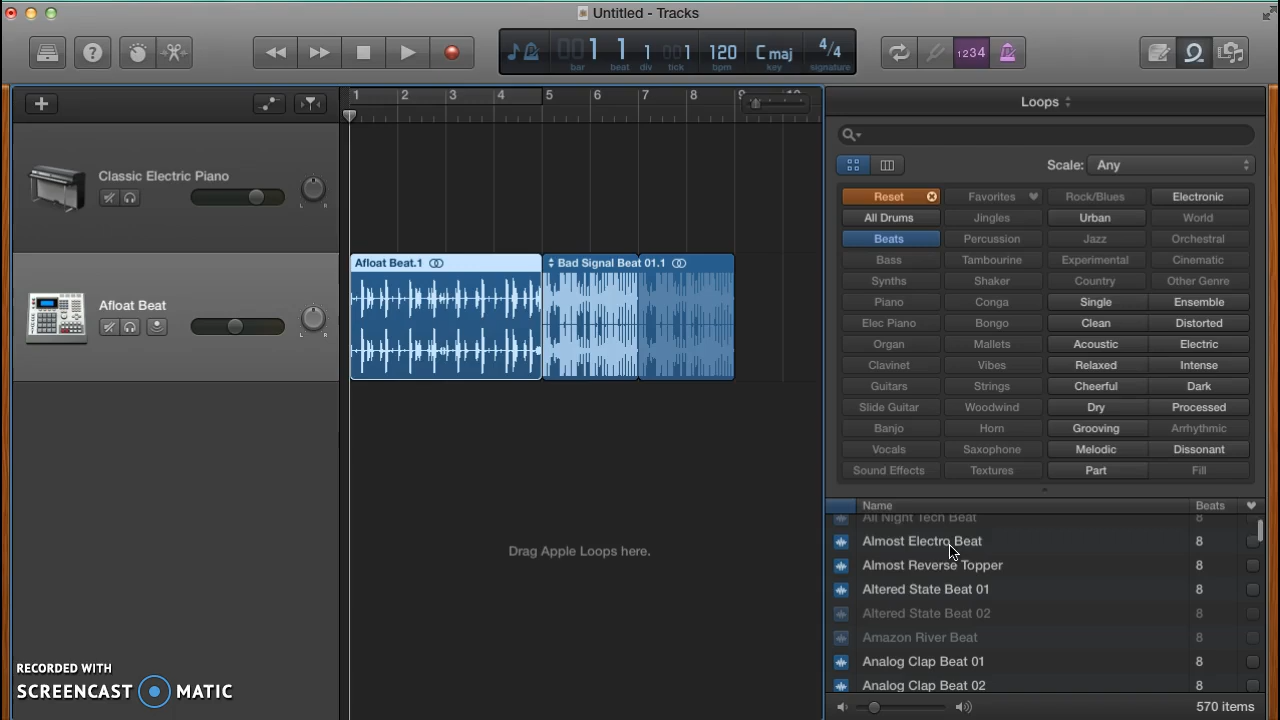 Untitled - Tracks
?
1 1 1 1 120 C maj 4/4
bar beat div tick bpm key signature
1234
1 2 3 4 5 6 7 8 9 10
Loops
Classic Electric Piano
L R
Scale: Any
Reset Favorites Rock/Blues Electronic
All Drums Jingles Urban World
Beats Percussion Jazz Orchestral
Bass Tambourine Experimental Cinematic
Synths Shaker Country Other Genre
Piano Conga Single Ensemble
Elec Piano Bongo Clean Distorted
Organ Mallets Acoustic Electric
Clavinet Vibes Relaxed Intense
Guitars Strings Cheerful Dark
Slide Guitar Woodwind Dry Processed
Banjo Horn Grooving Arrhythmic
Vocals Saxophone Melodic Dissonant
Sound Effects Textures Part Fill
Afloat Beat.1 Bad Signal Beat 01.1
Afloat Beat
L R
Drag Apple Loops here.
Name Beats
All Night Tech Beat 8
Almost Electro Beat 8
Almost Reverse Topper 8
Altered State Beat 01 8
Altered State Beat 02 8
Amazon River Beat 8
Analog Clap Beat 01 8
Analog Clap Beat 02 8
570 items
RECORDED WITH
SCREENCAST MATIC